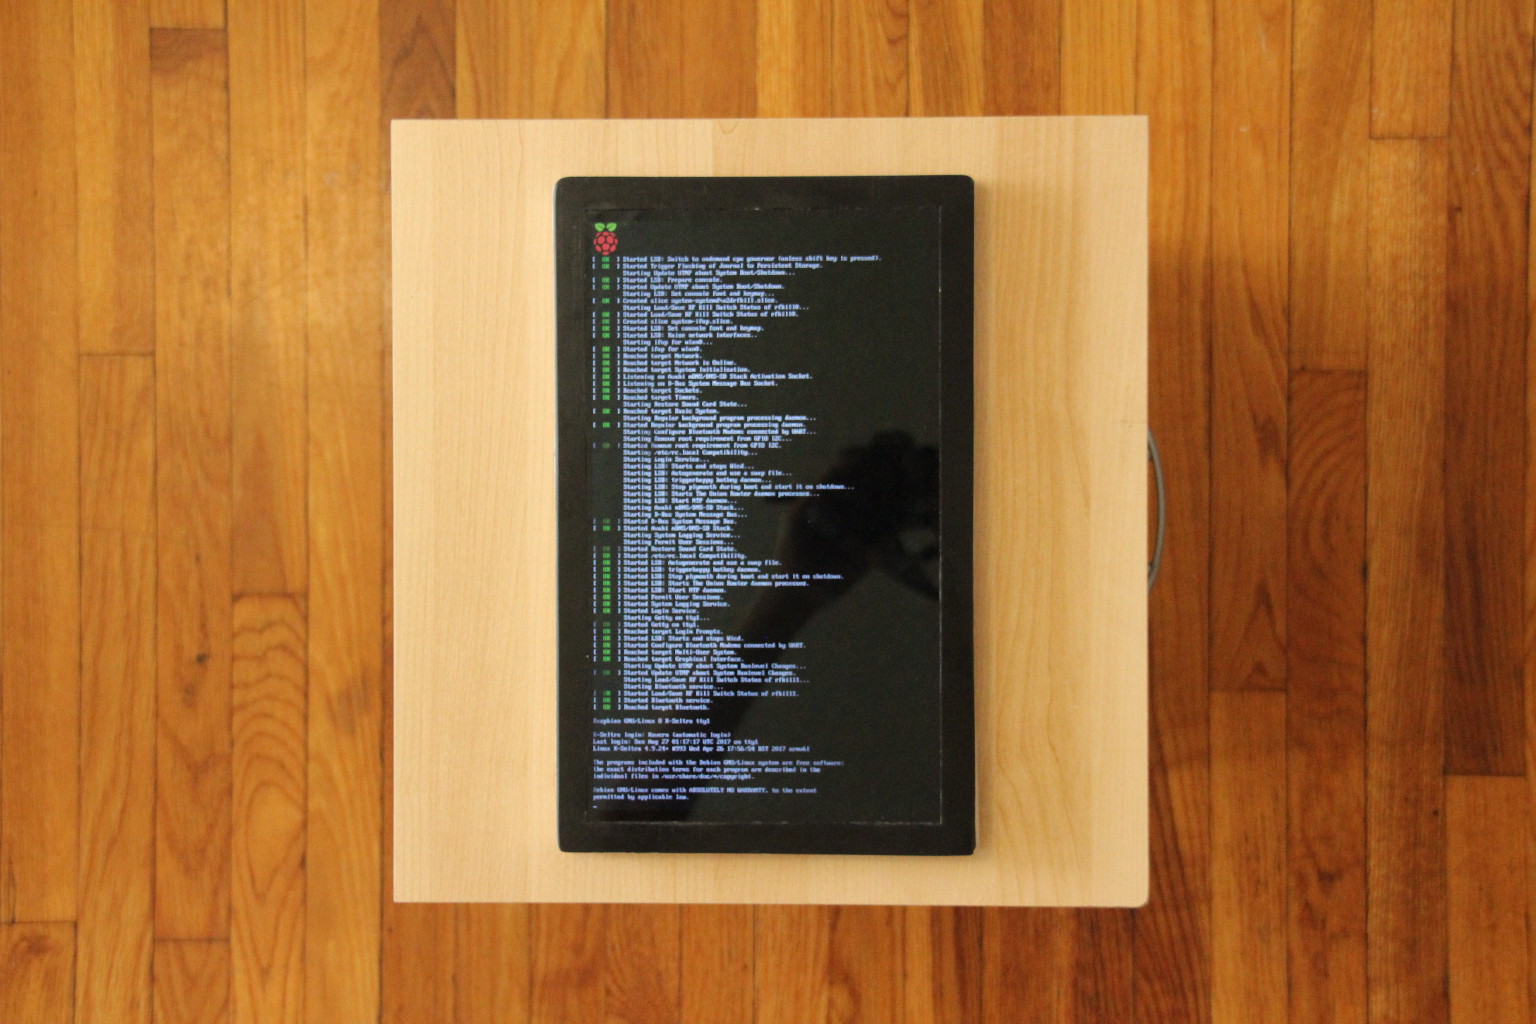 [ OK ] Started LSB: Switch to ondemand cpu governor (unless shift key is pressed).
[ OK ] Started Trigger Flushing of Journal to Persistent Storage.
Starting Update UTMP about System Boot/Shutdown...
[ OK ] Started LSB: Prepare console.
[ OK ] Started Update UTMP about System Boot/Shutdown.
Starting LSB: Set console font and keymap...
[ OK ] Created slice system-systemd\x2drfkill.slice.
Starting Load/Save RF Kill Switch Status of rfkill0...
[ OK ] Started Load/Save RF Kill Switch Status of rfkill0.
[ OK ] Created slice system-ifup.slice.
[ OK ] Started LSB: Set console font and keymap.
[ OK ] Started LSB: Raise network interfaces..
Starting ifup for wlan0...
[ OK ] Started ifup for wlan0.
[ OK ] Reached target Network.
[ OK ] Reached target Network is Online.
[ OK ] Reached target System Initialization.
[ OK ] Listening on Avahi mDNS/DNS-SD Stack Activation Socket.
[ OK ] Listening on D-Bus System Message Bus Socket.
[ OK ] Reached target Sockets.
[ OK ] Reached target Timers.
Starting Restore Sound Card State...
[ OK ] Reached target Basic System.
Starting Regular background program processing daemon...
[ OK ] Started Regular background program processing daemon.
Starting Configure Bluetooth Modems connected by UART...
Starting Remove root requirement from GPIO I2C...
[ OK ] Started Remove root requirement from GPIO I2C.
Starting /etc/rc.local Compatibility...
Starting Login Service...
Starting LSB: Starts and stops Wicd...
Starting LSB: Autogenerate and use a swap file...
Starting LSB: triggerhappy hotkey daemon...
Starting LSB: Stop plymouth during boot and start it on shutdown...
Starting LSB: Starts The Onion Router daemon processes...
Starting LSB: Start NTP daemon...
Starting Avahi mDNS/DNS-SD Stack...
Starting D-Bus System Message Bus...
[ OK ] Started D-Bus System Message Bus.
[ OK ] Started Avahi mDNS/DNS-SD Stack.
Starting System Logging Service...
Starting Permit User Sessions...
[ OK ] Started Restore Sound Card State.
[ OK ] Started /etc/rc.local Compatibility.
[ OK ] Started LSB: Autogenerate and use a swap file.
[ OK ] Started LSB: triggerhappy hotkey daemon.
[ OK ] Started LSB: Stop plymouth during boot and start it on shutdown.
[ OK ] Started LSB: Starts The Onion Router daemon processes.
[ OK ] Started LSB: Start NTP daemon.
[ OK ] Started Permit User Sessions.
[ OK ] Started System Logging Service.
[ OK ] Started Login Service.
Starting Getty on tty1...
[ OK ] Started Getty on tty1.
[ OK ] Reached target Login Prompts.
[ OK ] Started LSB: Starts and stops Wicd.
[ OK ] Started Configure Bluetooth Modems connected by UART.
[ OK ] Reached target Multi-User System.
[ OK ] Reached target Graphical Interface.
Starting Update UTMP about System Runlevel Changes...
[ OK ] Started Update UTMP about System Runlevel Changes.
Starting Load/Save RF Kill Switch Status of rfkill1...
Starting Bluetooth service...
[ OK ] Started Load/Save RF Kill Switch Status of rfkill1.
[ OK ] Started Bluetooth service.
[ OK ] Reached target Bluetooth.
Raspbian GNU/Linux 8 X-Seltra tty1
X-Seltra login: (automatic login)
Last login: Sun Aug 27 01:17:17 UTC 2017 on tty1
Linux X-Seltra 4.9.24+ #993 Wed Apr 26 17:56:54 BST 2017 armv6l
The programs included with the Debian GNU/Linux system are free software;
the exact distribution terms for each program are described in the
individual files in /usr/share/doc/*/copyright.
Debian GNU/Linux comes with ABSOLUTELY NO WARRANTY, to the extent
permitted by applicable law.